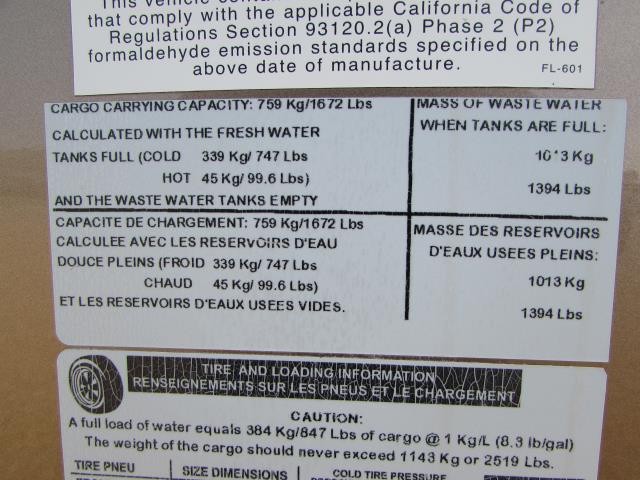 This vehicle
that comply with the applicable California Code of
Regulations Section 93120.2(a) Phase 2 (P2)
formaldehyde emission standards specified on the
above date of manufacture.
FL-601
CARGO CARRYING CAPACITY: 759 Kg/1672 Lbs
CALCULATED WITH THE FRESH WATER
TANKS FULL (COLD 339 Kg/ 747 Lbs
HOT 45 Kg/ 99.6 Lbs)
AND THE WASTE WATER TANKS EMPTY
MASS OF WASTE WATER
WHEN TANKS ARE FULL:
1013 Kg
1394 Lbs
CAPACITE DE CHARGEMENT: 759 Kg/1672 Lbs
CALCULEE AVEC LES RESERVOIRS D'EAU
DOUCE PLEINS (FROID 339 Kg/ 747 Lbs
CHAUD 45 Kg/ 99.6 Lbs)
ET LES RESERVOIRS D'EAUX USEES VIDES.
MASSE DES RESERVOIRS
D'EAUX USEES PLEINS:
1013 Kg
1394 Lbs
TIRE AND LOADING INFORMATION
RENSEIGNEMENTS SUR LES PNEUS ET LE CHARGEMENT
CAUTION:
A full load of water equals 384 Kg/847 Lbs of cargo @ 1 Kg/L (8.3 lb/gal)
The weight of the cargo should never exceed 1143 Kg or 2519 Lbs.
TIRE PNEU SIZE DIMENSIONS COLD TIRE PRESSURE